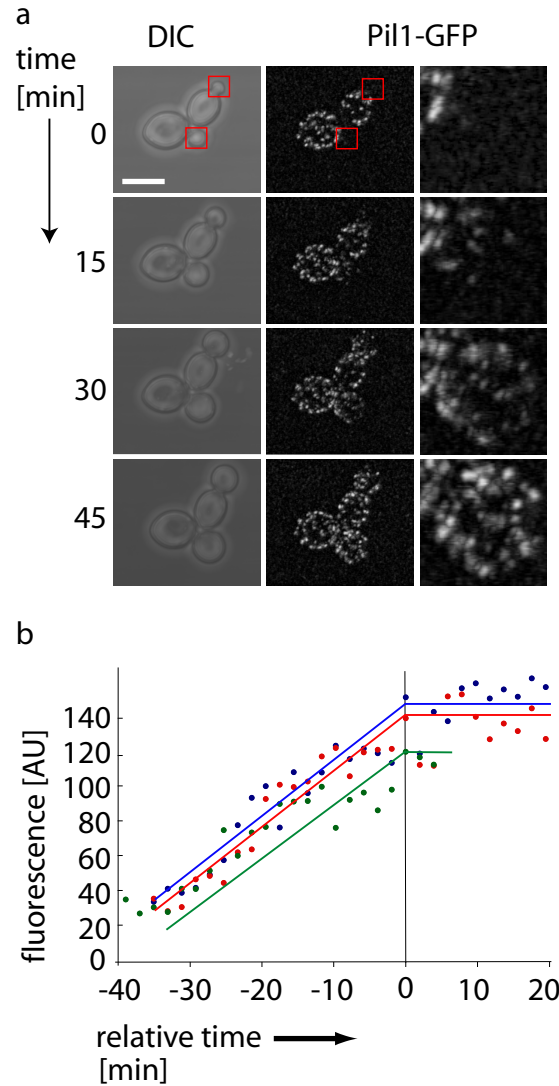 a
DIC Pil1-GFP
time
[min]
0
15
30
45
b
fluorescence [AU]
140
120
100
80
60
40
20
0
-40 -30 -20 -10 0 10 20
relative time
[min]